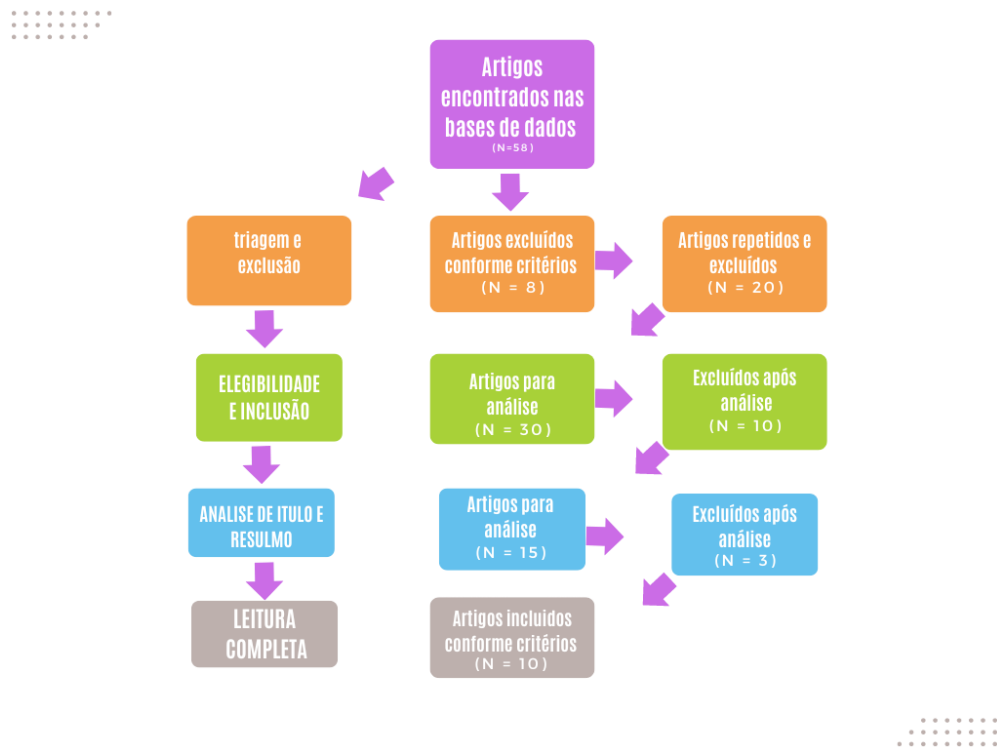 Artigos
encontrados nas
bases de dados
(N=58)
triagem e
exclusão
Artigos excluídos
conforme critérios
(N = 8)
Artigos repetidos e
excluídos
(N = 20)
ELEGIBILIDADE
E INCLUSÃO
Artigos para
análise
(N = 30)
Excluídos após
análise
(N = 10)
ANALISE DE ITULO E
RESULMO
Artigos para
análise
(N = 15)
Excluídos após
análise
(N = 3)
LEITURA
COMPLETA
Artigos incluidos
conforme critérios
(N = 10)